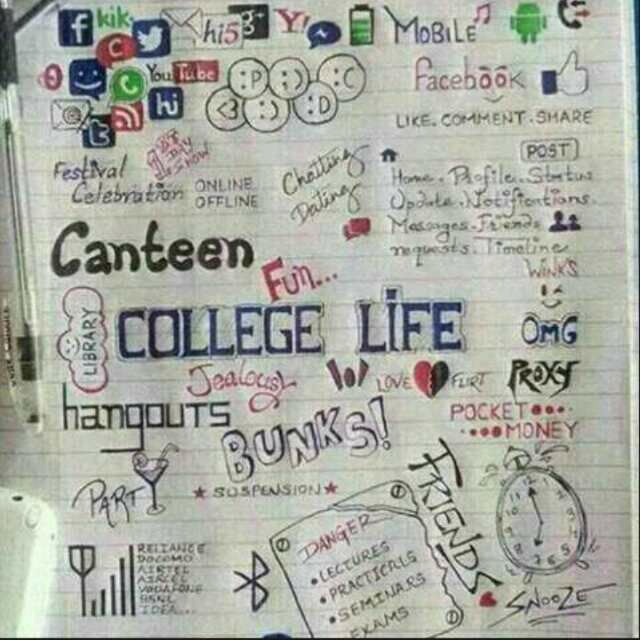 f kik
hi5 g+ Y!
MOBILE
You Tube
:P ;) :C
<3 :) :D
hi
@
t
facebook
LIKE. COMMENT. SHARE
POST
1ST DAY SHOW
Festival
Celebration
ONLINE
OFFLINE
Chatting
Dating
Home. Profile. Status
Update. Notifications.
Messages. Friends
requests. Timeline
WINKS
Canteen
Fun...
LIBRARY
COLLEGE LiFE
OMG
Jealousy
LOVE FLIRT
PROXY
hangouts
BUNKS!
POCKET
MONEY
PARTY
SUSPENSION
FRIENDS
DANGER
• LECTURES
• PRACTICALS
• SEMINARS
EXAMS
RELIANCE
DOCOMO
AIRTEL
AIRCEL
VODAFONE
BSNL
IDEA...
SNOOZE